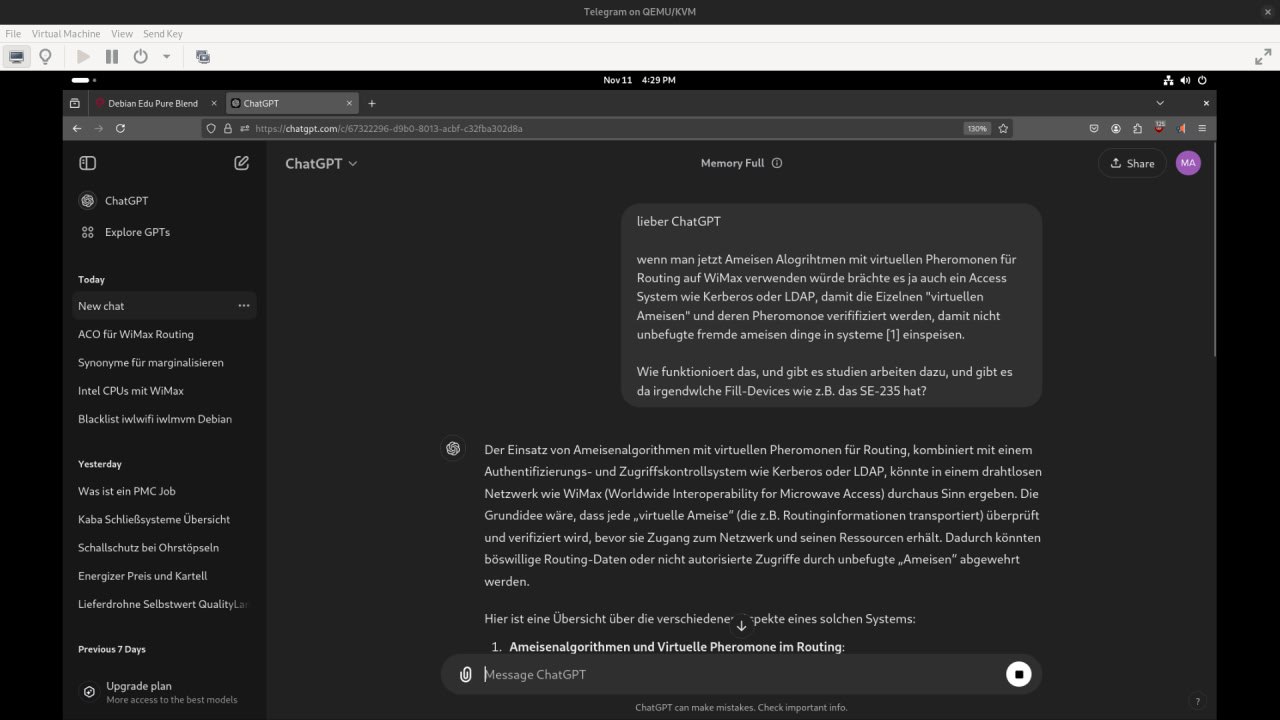 Telegram on QEMU/KVM
File Virtual Machine View Send Key
Nov 11 4:29 PM
Debian Edu Pure Blend
ChatGPT
https://chatgpt.com/c/67322296-d9b0-8013-acbf-c32fba302d8a
130%
125
ChatGPT
Memory Full
Share
MA
ChatGPT
Explore GPTs
Today
New chat
ACO für WiMax Routing
Synonyme für marginalisieren
Intel CPUs mit WiMax
Blacklist iwlwifi iwlmvm Debian
Yesterday
Was ist ein PMC Job
Kaba Schließsysteme Übersicht
Schallschutz bei Ohrstöpseln
Energizer Preis und Kartell
Lieferdrohne Selbstwert QualityLan
Previous 7 Days
Upgrade plan
More access to the best models
lieber ChatGPT
wenn man jetzt Ameisen Alogrihtmen mit virtuellen Pheromonen für
Routing auf WiMax verwenden würde brächte es ja auch ein Access
System wie Kerberos oder LDAP, damit die Eizelnen "virtuellen
Ameisen" und deren Pheromonoe verififiziert werden, damit nicht
unbefugte fremde ameisen dinge in systeme [1] einspeisen.
Wie funktionioert das, und gibt es studien arbeiten dazu, und gibt es
da irgendwlche Fill-Devices wie z.B. das SE-235 hat?
Der Einsatz von Ameisenalgorithmen mit virtuellen Pheromonen für Routing, kombiniert mit einem
Authentifizierungs- und Zugriffskontrollsystem wie Kerberos oder LDAP, könnte in einem drahtlosen
Netzwerk wie WiMax (Worldwide Interoperability for Microwave Access) durchaus Sinn ergeben. Die
Grundidee wäre, dass jede „virtuelle Ameise“ (die z.B. Routinginformationen transportiert) überprüft
und verifiziert wird, bevor sie Zugang zum Netzwerk und seinen Ressourcen erhält. Dadurch könnten
böswillige Routing-Daten oder nicht autorisierte Zugriffe durch unbefugte „Ameisen“ abgewehrt
werden.
Hier ist eine Übersicht über die verschiedenen Aspekte eines solchen Systems:
1. Ameisenalgorithmen und Virtuelle Pheromone im Routing:
Message ChatGPT
ChatGPT can make mistakes. Check important info.
?